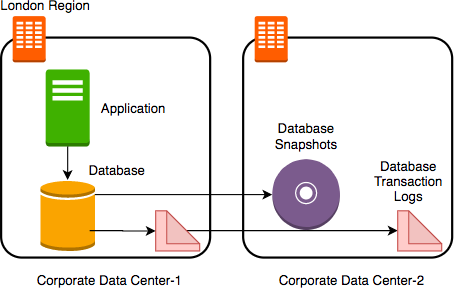 London Region
Application
Database
Database
Snapshots
Database
Transaction
Logs
Corporate Data Center-1
Corporate Data Center-2